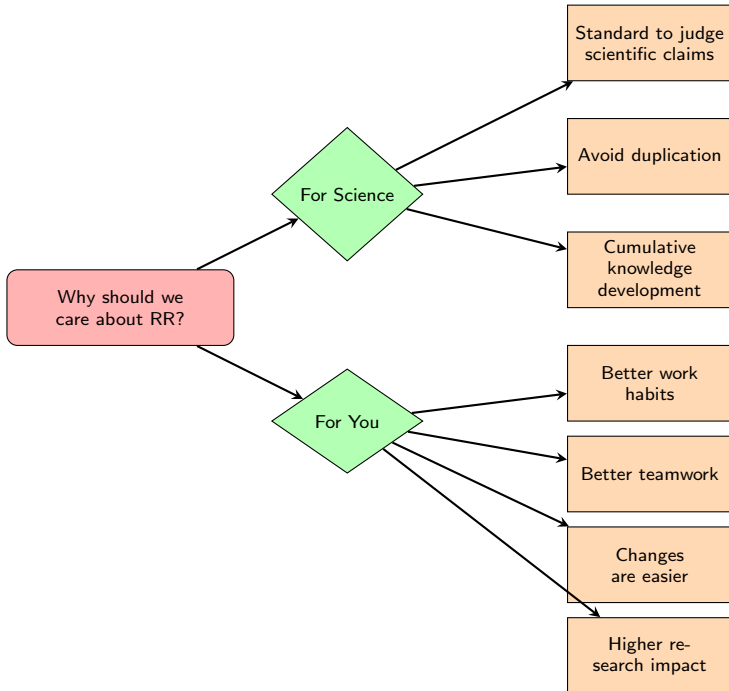 Standard to judge
scientific claims
For Science
Avoid duplication
Cumulative
knowledge
development
Why should we
care about RR?
Better work
habits
For You
Better teamwork
Changes
are easier
Higher re-
search impact